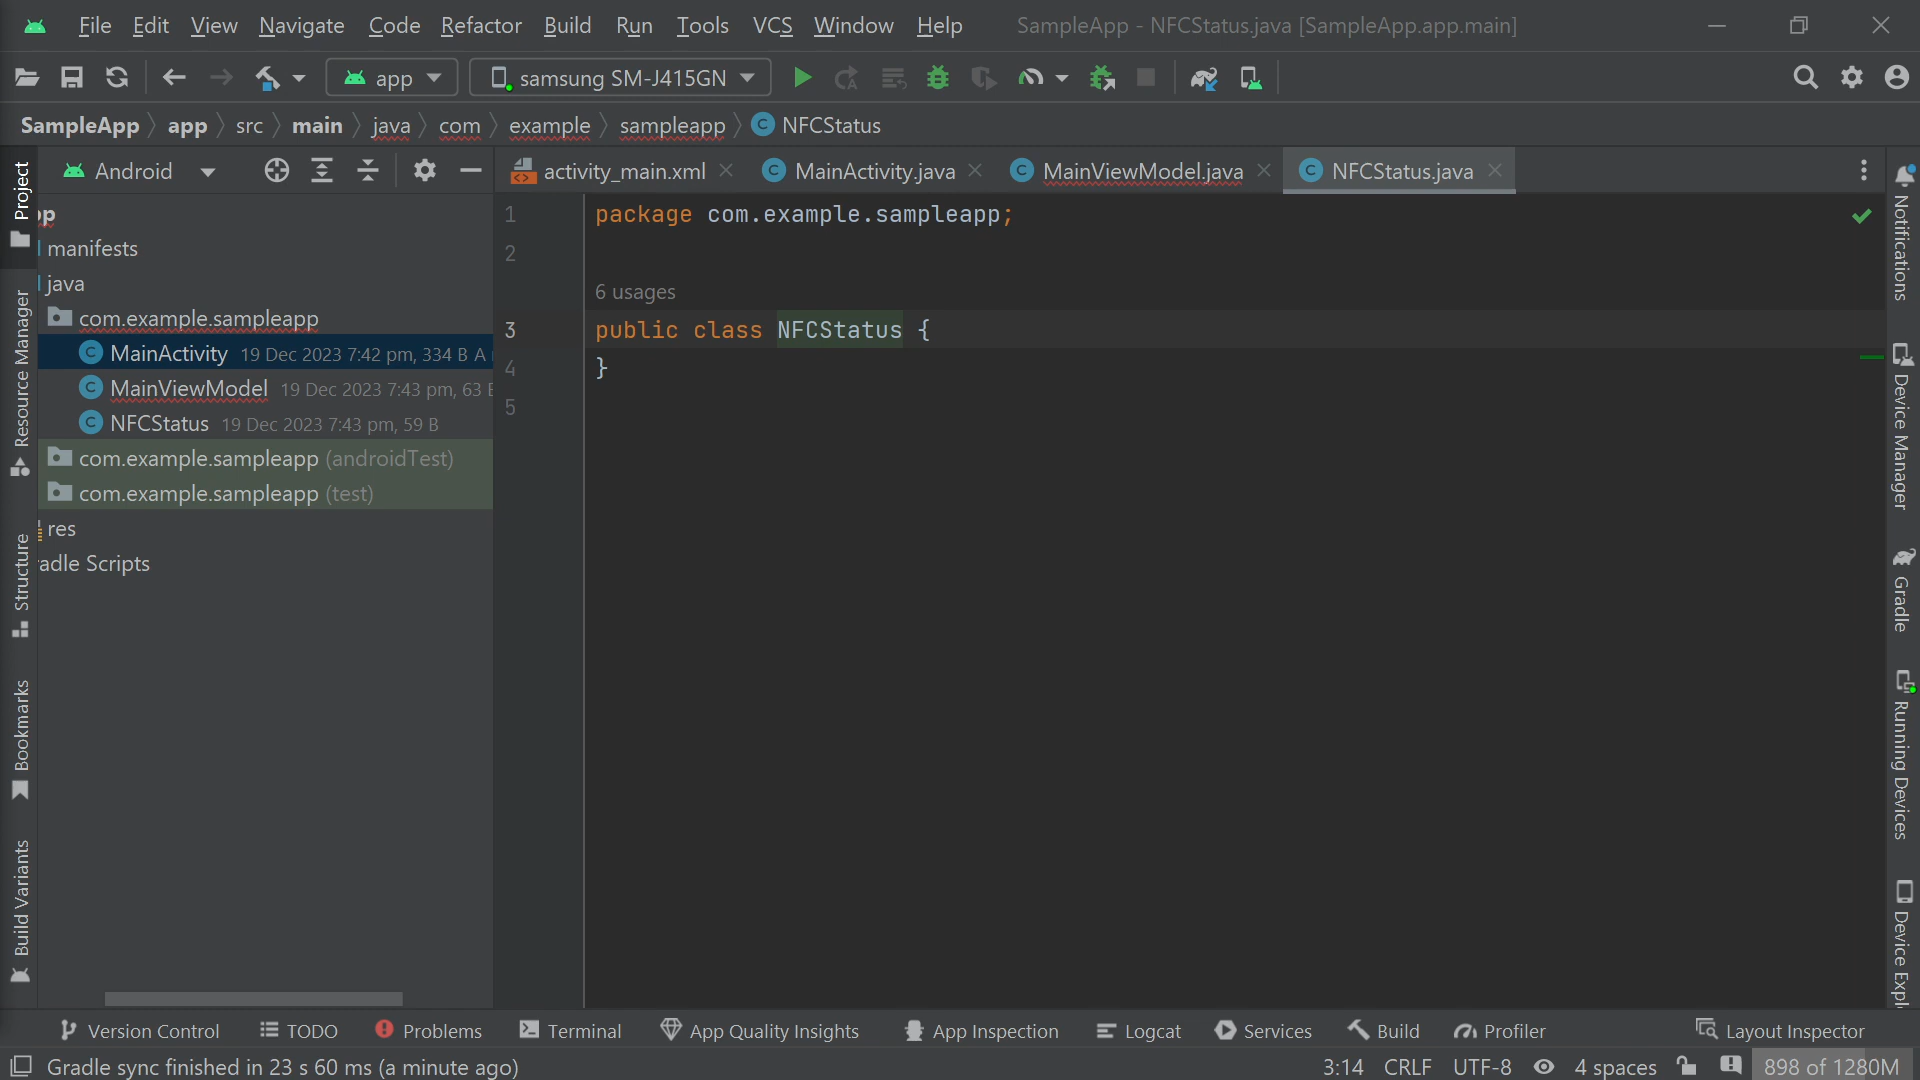 File Edit View Navigate Code Refactor Build Run Tools VCS Window Help SampleApp - NFCStatus.java [SampleApp.app.main]
app samsung SM-J415GN
SampleApp app src main java com example sampleapp NFCStatus
Android
activity_main.xml MainActivity.java MainViewModel.java NFCStatus.java
Project
Resource Manager
Structure
Bookmarks
Build Variants
pp
manifests
java
com.example.sampleapp
MainActivity 19 Dec 2023 7:42 pm, 334 B A
MainViewModel 19 Dec 2023 7:43 pm, 63
NFCStatus 19 Dec 2023 7:43 pm, 59 B
com.example.sampleapp (androidTest)
com.example.sampleapp (test)
res
adle Scripts
1 package com.example.sampleapp;
2
6 usages
3 public class NFCStatus {
4 }
5
Notifications
Device Manager
Gradle
Running Devices
Device Expl
Version Control TODO Problems Terminal App Quality Insights App Inspection Logcat Services Build Profiler Layout Inspector
Gradle sync finished in 23 s 60 ms (a minute ago) 3:14 CRLF UTF-8 4 spaces 898 of 1280M